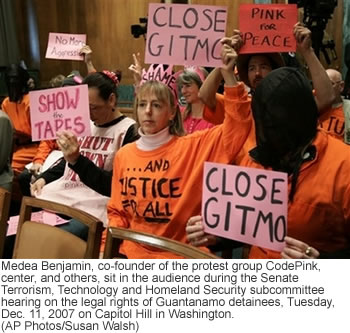 CLOSE
GITMO
PINK
for
PEACE
No More
SHAM
SHOW
the
TAPES
HUT
...AND
JUSTICE
for ALL
CLOSE
GITMO
Medea Benjamin, co-founder of the protest group CodePink,
center, and others, sit in the audience during the Senate
Terrorism, Technology and Homeland Security subcommittee
hearing on the legal rights of Guantanamo detainees, Tuesday,
Dec. 11, 2007 on Capitol Hill in Washington.
(AP Photos/Susan Walsh)